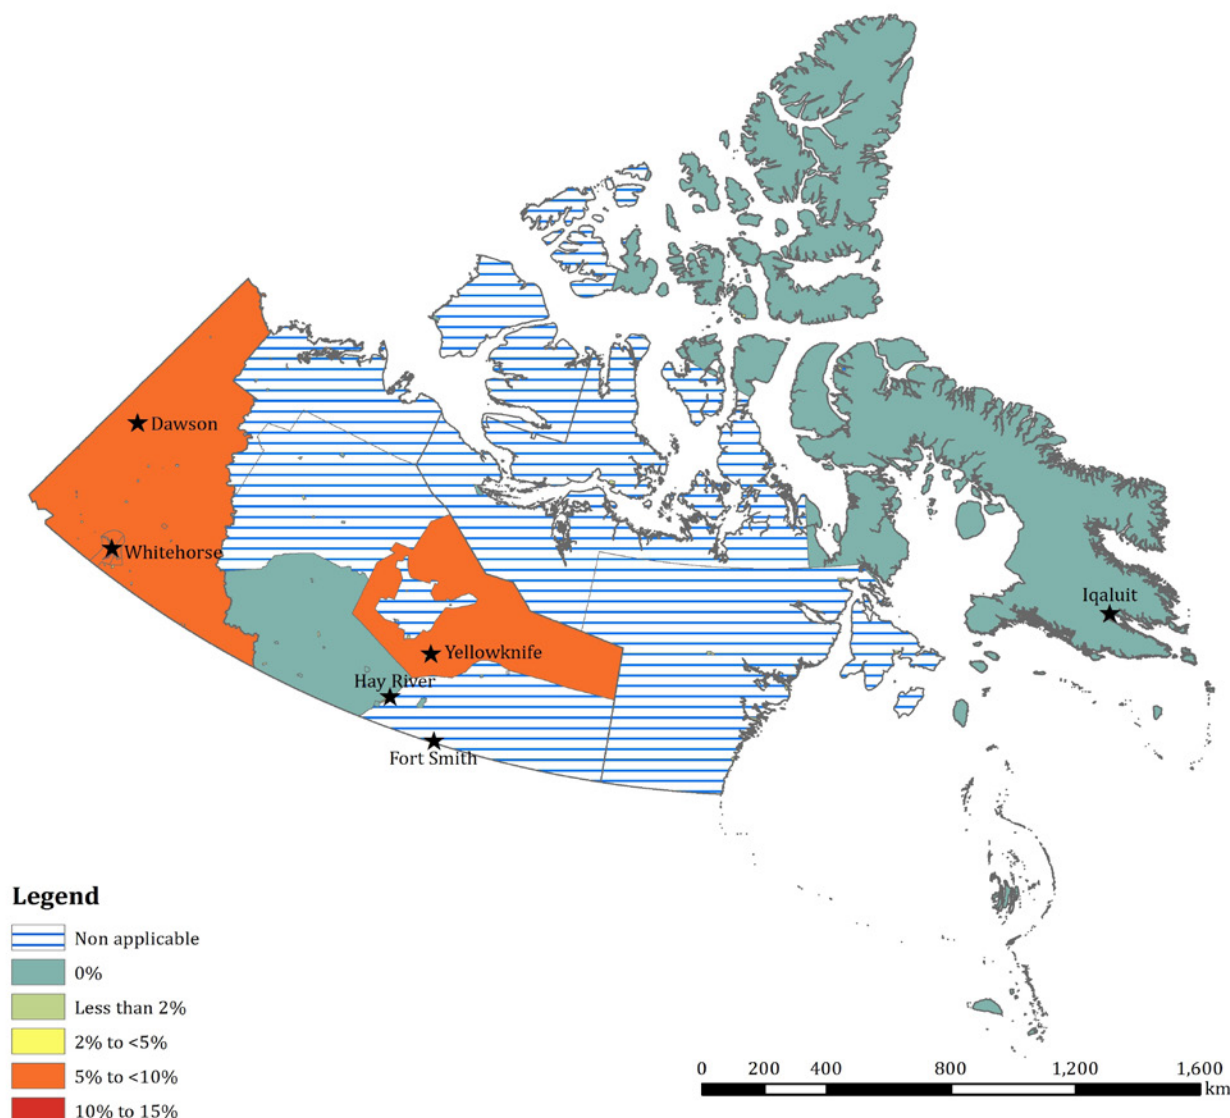 Dawson
Whitehorse
Iqaluit
Yellowknife
Hay River
Fort Smith
Legend
Non applicable
0%
Less than 2%
2% to <5%
5% to <10%
10% to 15%
0 200 400 800 1,200 1,600
km